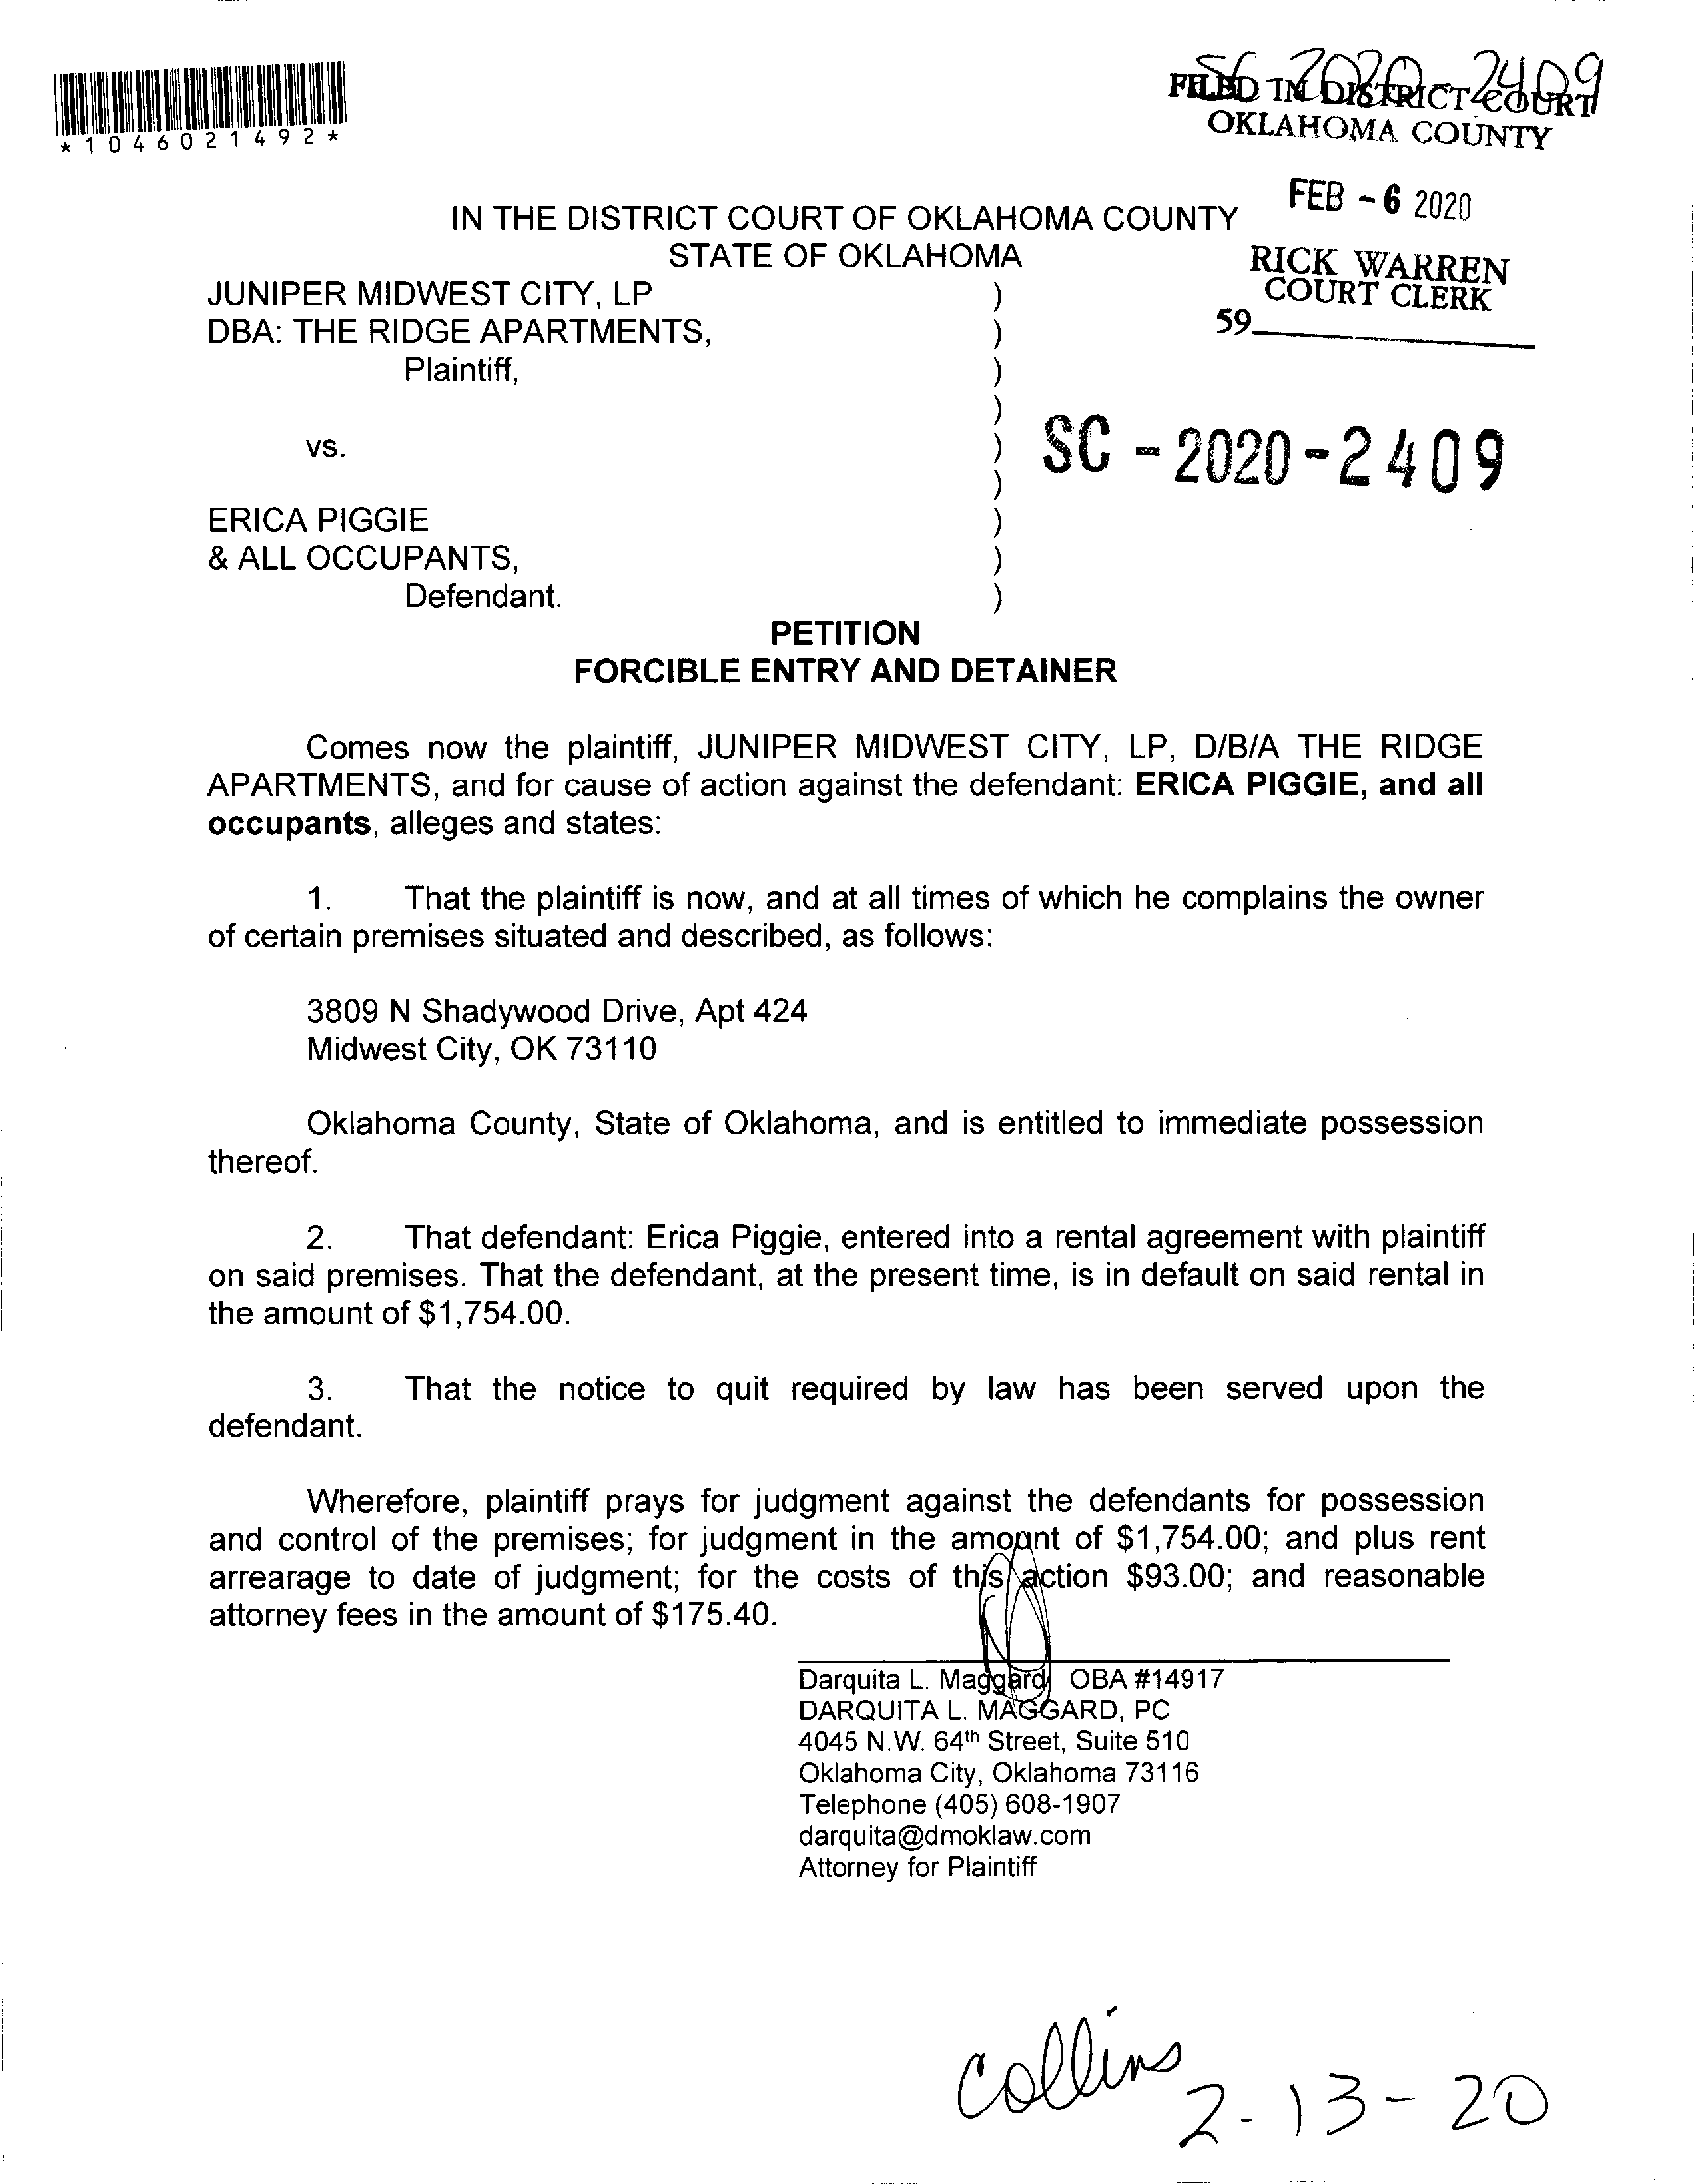 *1046021492*
SC-2020-2409
FILED IN DISTRICT COURT
OKLAHOMA COUNTY
FEB - 6 2020
RICK WARREN
COURT CLERK
59
IN THE DISTRICT COURT OF OKLAHOMA COUNTY
STATE OF OKLAHOMA
JUNIPER MIDWEST CITY, LP )
DBA: THE RIDGE APARTMENTS, )
Plaintiff, )
)
vs. )
)
SC - 2020 - 2409
ERICA PIGGIE )
& ALL OCCUPANTS, )
Defendant. )
PETITION
FORCIBLE ENTRY AND DETAINER
Comes now the plaintiff, JUNIPER MIDWEST CITY, LP, D/B/A THE RIDGE
APARTMENTS, and for cause of action against the defendant: ERICA PIGGIE, and all
occupants, alleges and states:
1. That the plaintiff is now, and at all times of which he complains the owner
of certain premises situated and described, as follows:
3809 N Shadywood Drive, Apt 424
Midwest City, OK 73110
Oklahoma County, State of Oklahoma, and is entitled to immediate possession
thereof.
2. That defendant: Erica Piggie, entered into a rental agreement with plaintiff
on said premises. That the defendant, at the present time, is in default on said rental in
the amount of $1,754.00.
3. That the notice to quit required by law has been served upon the
defendant.
Wherefore, plaintiff prays for judgment against the defendants for possession
and control of the premises; for judgment in the amount of $1,754.00; and plus rent
arrearage to date of judgment; for the costs of this action $93.00; and reasonable
attorney fees in the amount of $175.40.
Darquita L. Maggard OBA #14917
DARQUITA L. MAGGARD, PC
4045 N.W. 64th Street, Suite 510
Oklahoma City, Oklahoma 73116
Telephone (405) 608-1907
darquita@dmoklaw.com
Attorney for Plaintiff
Collins
2-13-20